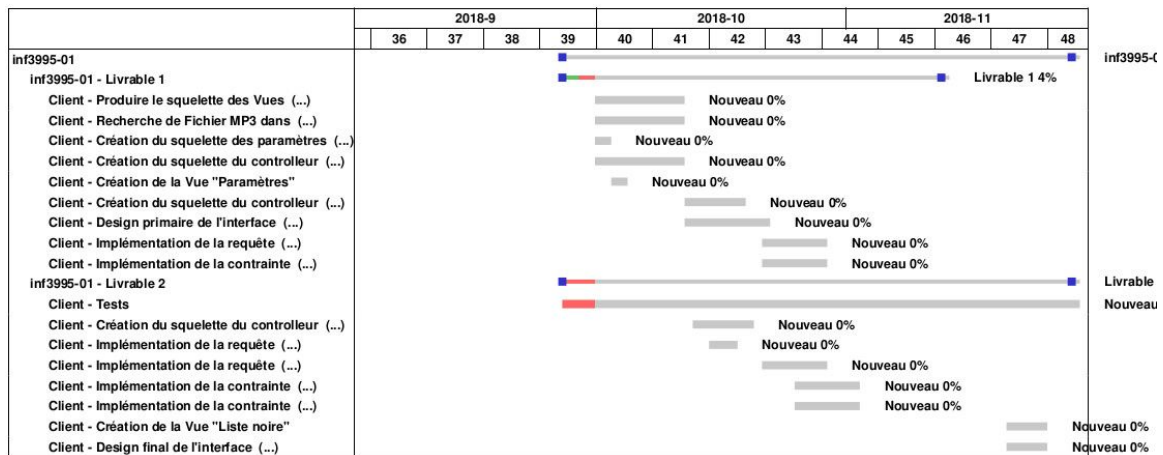 2018-9 2018-10 2018-11
36 37 38 39 40 41 42 43 44 45 46 47 48
inf3995-01 inf3995-0
inf3995-01 - Livrable 1 Livrable 1 4%
Client - Produire le squelette des Vues (...) Nouveau 0%
Client - Recherche de Fichier MP3 dans (...) Nouveau 0%
Client - Création du squelette des paramètres (...) Nouveau 0%
Client - Création du squelette du controlleur (...) Nouveau 0%
Client - Création de la Vue "Paramètres" Nouveau 0%
Client - Création du squelette du controlleur (...) Nouveau 0%
Client - Design primaire de l'interface (...) Nouveau 0%
Client - Implémentation de la requête (...) Nouveau 0%
Client - Implémentation de la contrainte (...) Nouveau 0%
inf3995-01 - Livrable 2 Livrable
Client - Tests Nouveau
Client - Création du squelette du controlleur (...) Nouveau 0%
Client - Implémentation de la requête (...) Nouveau 0%
Client - Implémentation de la requête (...) Nouveau 0%
Client - Implémentation de la contrainte (...) Nouveau 0%
Client - Implémentation de la contrainte (...) Nouveau 0%
Client - Création de la Vue "Liste noire" Nouveau 0%
Client - Design final de l'interface (...) Nouveau 0%